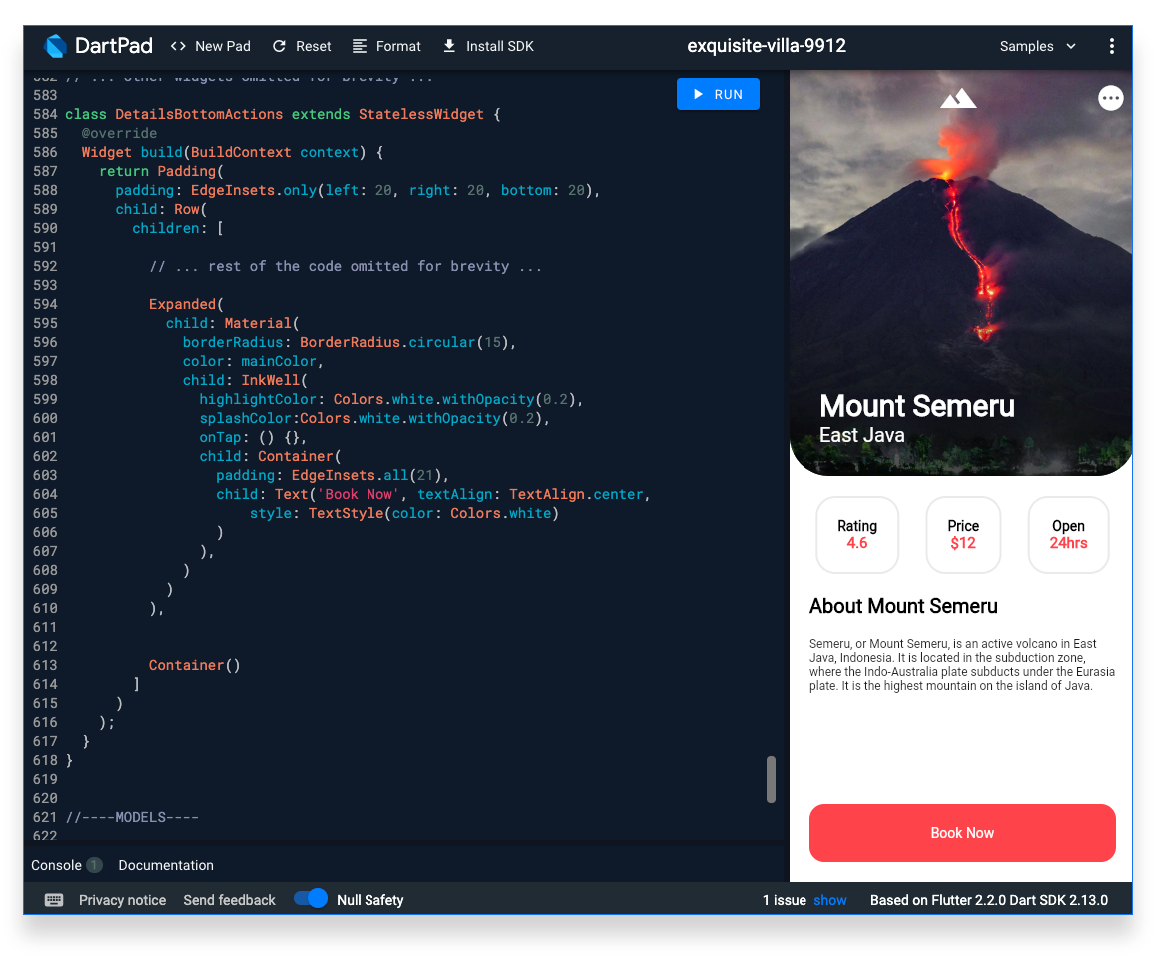 DartPad
<> New Pad
Reset
Format
Install SDK
exquisite-villa-9912
Samples
582 // ... other widgets omitted for brevity ...
583
584 class DetailsBottomActions extends StatelessWidget {
585   @override
586   Widget build(BuildContext context) {
587     return Padding(
588       padding: EdgeInsets.only(left: 20, right: 20, bottom: 20),
589       child: Row(
590         children: [
591
592           // ... rest of the code omitted for brevity ...
593
594           Expanded(
595             child: Material(
596               borderRadius: BorderRadius.circular(15),
597               color: mainColor,
598               child: InkWell(
599                 highlightColor: Colors.white.withOpacity(0.2),
600                 splashColor:Colors.white.withOpacity(0.2),
601                 onTap: () {},
602                 child: Container(
603                   padding: EdgeInsets.all(21),
604                   child: Text('Book Now', textAlign: TextAlign.center,
605                       style: TextStyle(color: Colors.white)
606                   )
607                 ),
608               )
609             )
610           ),
611
612
613           Container()
614         ]
615       )
616     );
617   }
618 }
619
620
621 //----MODELS----
622
RUN
Mount Semeru
East Java
Rating
4.6
Price
$12
Open
24hrs
About Mount Semeru
Semeru, or Mount Semeru, is an active volcano in East
Java, Indonesia. It is located in the subduction zone,
where the Indo-Australia plate subducts under the Eurasia
plate. It is the highest mountain on the island of Java.
Book Now
Console 1 Documentation
Privacy notice Send feedback Null Safety 1 issue show Based on Flutter 2.2.0 Dart SDK 2.13.0